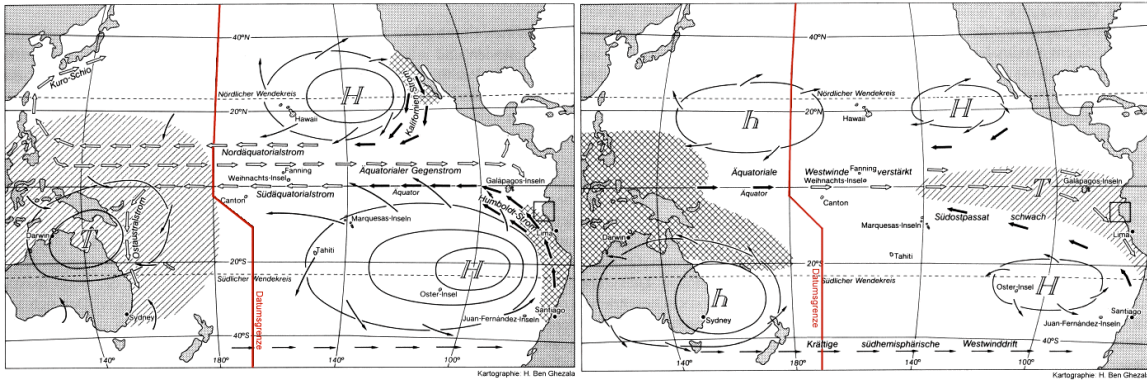 40°N
Kuro-Schio
Kalifornien-Strom
H
Nördlicher Wendekreis
20°N
Hawaii
Nordäquatorialstrom
Äquatorialer Gegenstrom
Fanning
Weihnachts-Insel
Galápagos-Inseln
Südäquatorialstrom
Äquator
Canton
Humboldt-Strom
Ostaustralstrom
Marquesas-Inseln
Lima
Darwin
T
Tahiti
20°S
H
Südlicher Wendekreis
Oster-Insel
Datumsgrenze
Sydney
Juan-Fernández-Inseln
Santiago
40°S
140°
180°
140°
100°
Kartographie: H. Ben Ghezala
40°N
Nördlicher Wendekreis
20°N
Hawaii
h
H
Äquatoriale Westwinde verstärkt
Fanning
Weihnachts-Insel
T
Galápagos-Inseln
Äquator
Canton
Südostpassat schwach
Marquesas-Inseln
Lima
Darwin
Tahiti
20°S
Südlicher Wendekreis
Datumsgrenze
h
Oster-Insel
H
Sydney
Juan-Fernández-Inseln
Santiago
Kräftige südhemisphärische Westwinddrift
40°S
140°
180°
140°
100°
Kartographie: H. Ben Ghezala